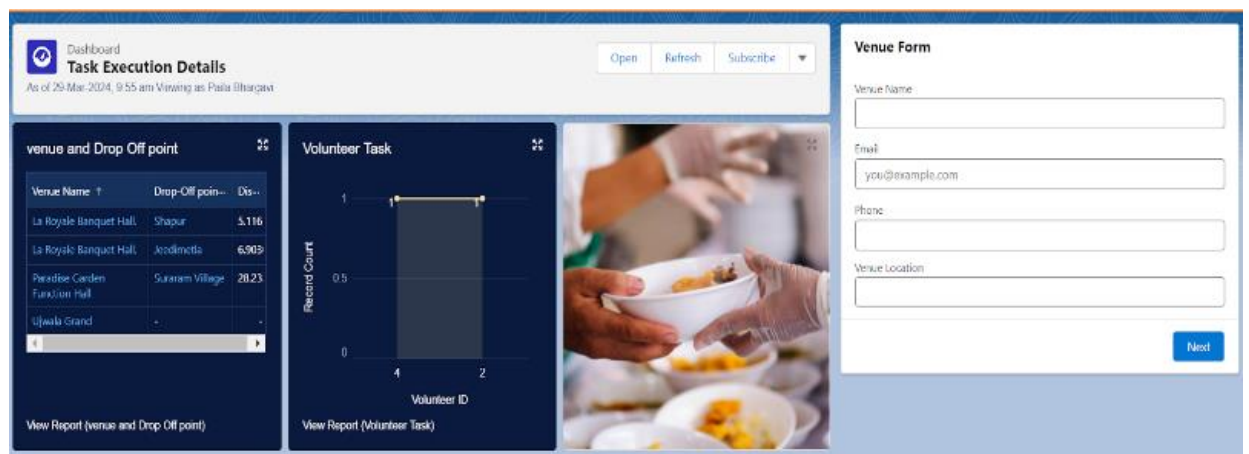 Dashboard
Task Execution Details
As of 29-Mar-2024, 9:55 am Viewing as Paila Bhargavi
Open
Refresh
Subscribe
venue and Drop Off point
Venue Name ↑ Drop-Off poin... Dis...
La Royale Banquet Hall. Shapur 5.116
La Royale Banquet Hall. Jeedimetla 6.903
Paradise Garden Suraram Village 28.23
Function Hall
Ujwala Grand - -
View Report (venue and Drop Off point)
Volunteer Task
Record Count
1
0.5
0
1 1
4 2
Volunteer ID
View Report (Volunteer Task)
Venue Form
Venue Name
Email
you@example.com
Phone
Venue Location
Next